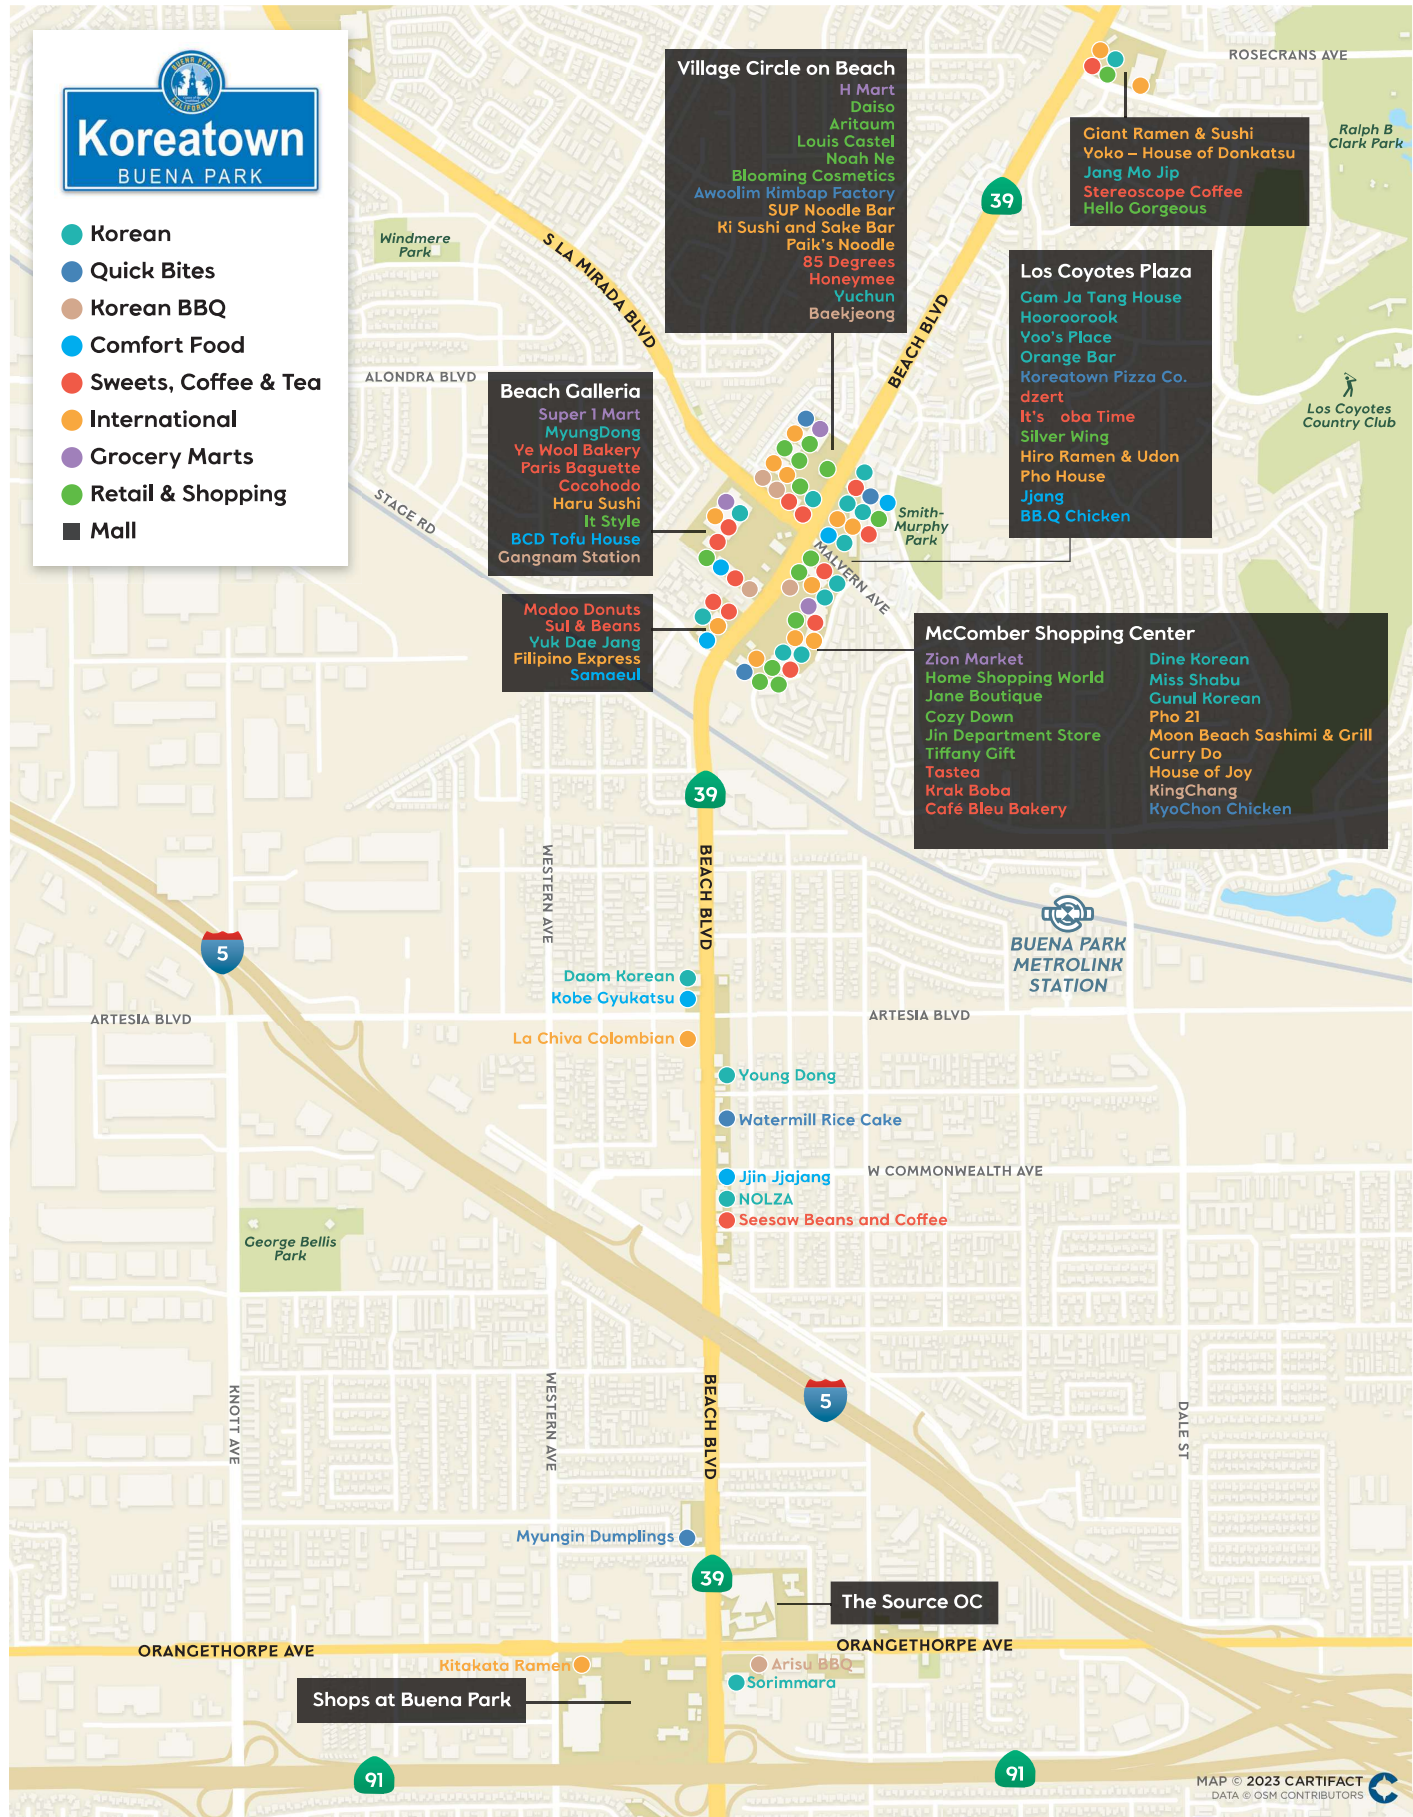 BUENA PARK
CALIFORNIA
Koreatown
BUENA PARK
Korean
Quick Bites
Korean BBQ
Comfort Food
Sweets, Coffee & Tea
International
Grocery Marts
Retail & Shopping
Mall
Village Circle on Beach
H Mart
Daiso
Aritaum
Louis Castel
Noah Ne
Blooming Cosmetics
Awoolim Kimbap Factory
SUP Noodle Bar
Ki Sushi and Sake Bar
Paik's Noodle
85 Degrees
Honeymee
Yuchun
Baekjeong
ROSECRANS AVE
Ralph B
Clark Park
Giant Ramen & Sushi
Yoko – House of Donkatsu
Jang Mo Jip
Stereoscope Coffee
Hello Gorgeous
39
Windmere
Park
S LA MIRADA BLVD
BEACH BLVD
Los Coyotes Plaza
Gam Ja Tang House
Hooroorook
Yoo's Place
Orange Bar
Koreatown Pizza Co.
dzert
It's oba Time
Silver Wing
Hiro Ramen & Udon
Pho House
Jjang
BB.Q Chicken
Los Coyotes
Country Club
ALONDRA BLVD
STAGE RD
Beach Galleria
Super 1 Mart
MyungDong
Ye Wool Bakery
Paris Baguette
Cocohodo
Haru Sushi
It Style
BCD Tofu House
Gangnam Station
Smith-
Murphy
Park
MALVERN AVE
Modoo Donuts
Sul & Beans
Yuk Dae Jang
Filipino Express
Samaeul
McComber Shopping Center
Zion Market
Home Shopping World
Jane Boutique
Cozy Down
Jin Department Store
Tiffany Gift
Tastea
Krak Boba
Café Bleu Bakery
Dine Korean
Miss Shabu
Gunul Korean
Pho 21
Moon Beach Sashimi & Grill
Curry Do
House of Joy
KingChang
KyoChon Chicken
39
WESTERN AVE
BEACH BLVD
5
BUENA PARK
METROLINK
STATION
Daom Korean
Kobe Gyukatsu
ARTESIA BLVD
ARTESIA BLVD
La Chiva Colombian
Young Dong
Watermill Rice Cake
W COMMONWEALTH AVE
Jjin Jjajang
NOLZA
Seesaw Beans and Coffee
George Bellis
Park
KNOTT AVE
WESTERN AVE
BEACH BLVD
5
DALE ST
Myungin Dumplings
39
The Source OC
ORANGETHORPE AVE
ORANGETHORPE AVE
Kitakata Ramen
Arisu BBQ
Sorimmara
Shops at Buena Park
91
91
MAP © 2023 CARTIFACT
DATA © OSM CONTRIBUTORS